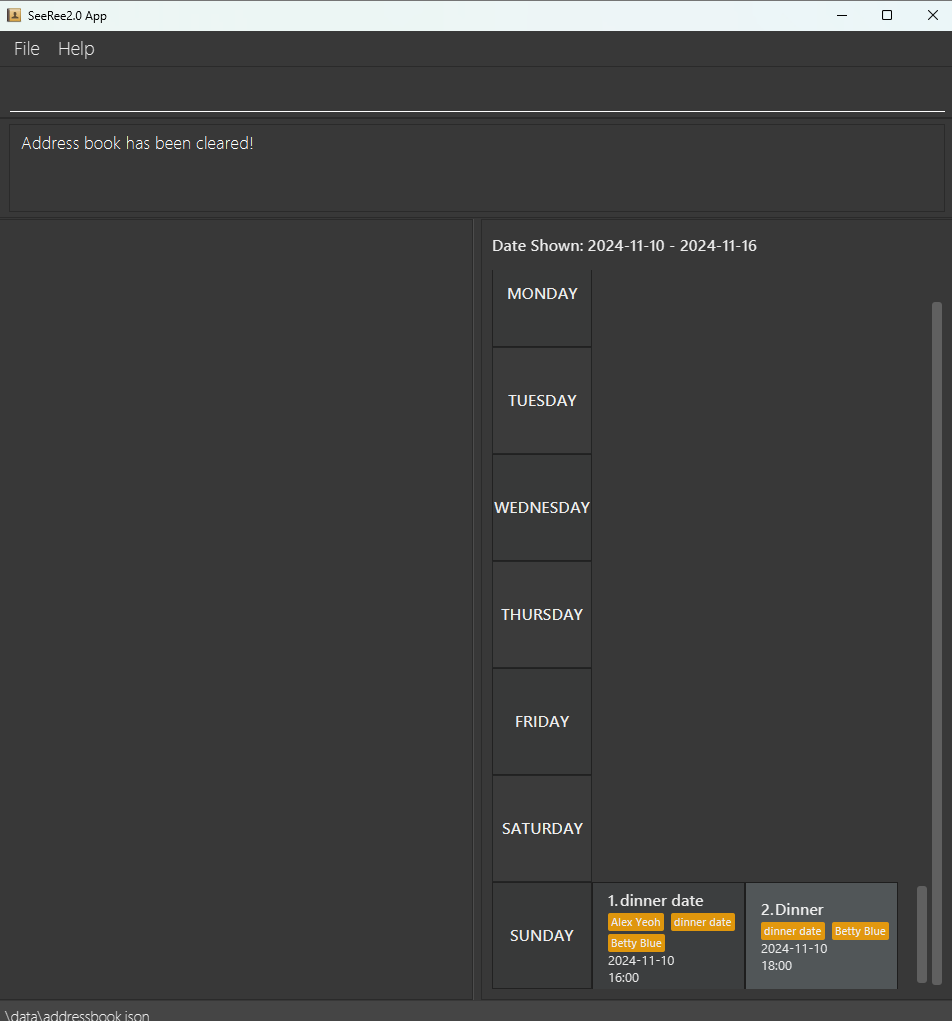 SeeRee2.0 App
File Help
Address book has been cleared!
Date Shown: 2024-11-10 - 2024-11-16
MONDAY
TUESDAY
WEDNESDAY
THURSDAY
FRIDAY
SATURDAY
SUNDAY
1. dinner date
Alex Yeoh dinner date
Betty Blue
2024-11-10
16:00
2. Dinner
dinner date Betty Blue
2024-11-10
18:00
.\data\addressbook.json